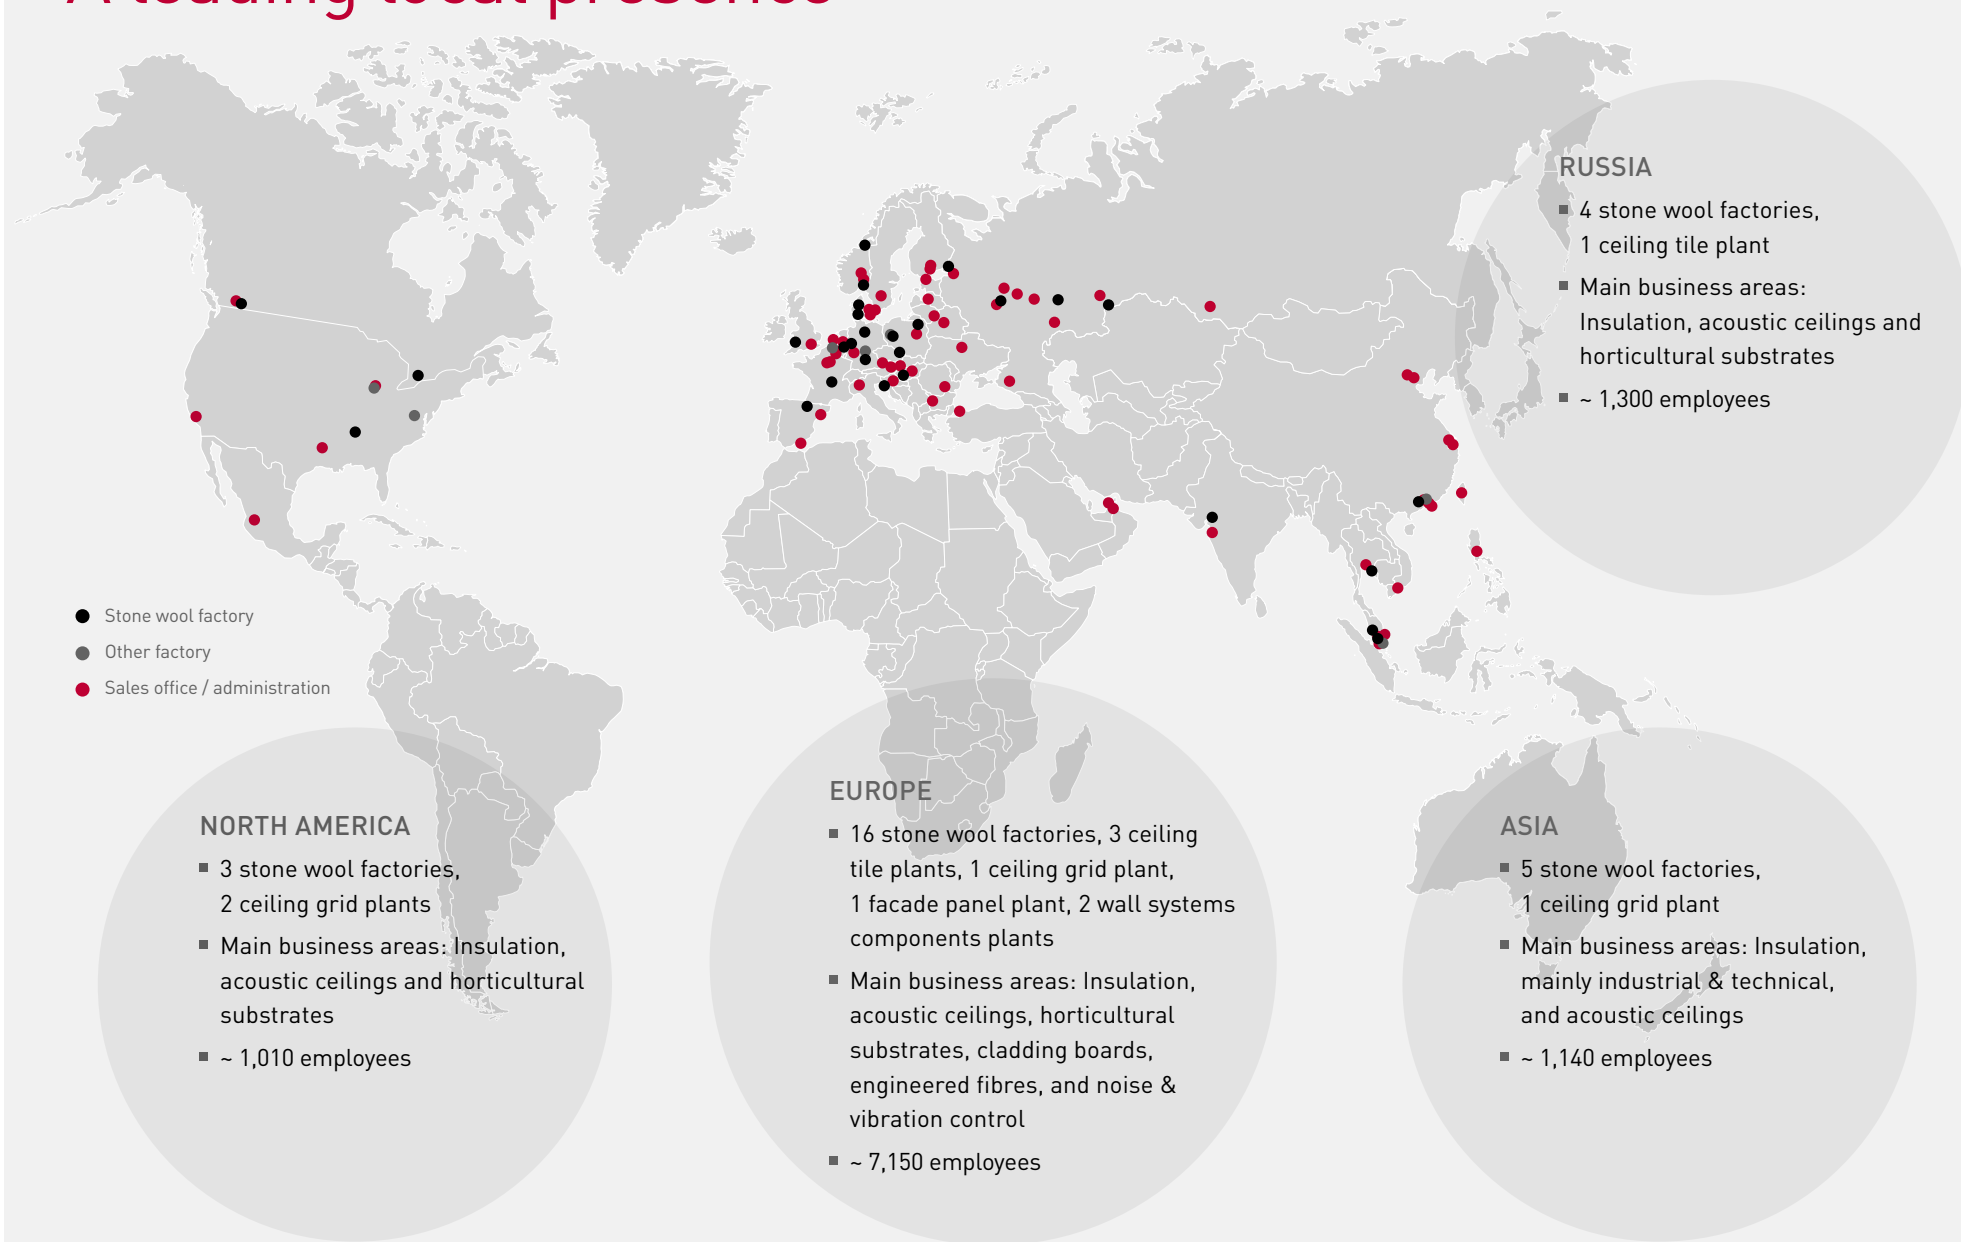 A leading local presence
RUSSIA
■ 4 stone wool factories,
1 ceiling tile plant
■ Main business areas:
Insulation, acoustic ceilings and
horticultural substrates
■ ~ 1,300 employees
Stone wool factory
Other factory
Sales office / administration
NORTH AMERICA
■ 3 stone wool factories,
2 ceiling grid plants
■ Main business areas: Insulation,
acoustic ceilings and horticultural
substrates
■ ~ 1,010 employees
EUROPE
■ 16 stone wool factories, 3 ceiling
tile plants, 1 ceiling grid plant,
1 facade panel plant, 2 wall systems
components plants
■ Main business areas: Insulation,
acoustic ceilings, horticultural
substrates, cladding boards,
engineered fibres, and noise &
vibration control
■ ~ 7,150 employees
ASIA
■ 5 stone wool factories,
1 ceiling grid plant
■ Main business areas: Insulation,
mainly industrial & technical,
and acoustic ceilings
■ ~ 1,140 employees